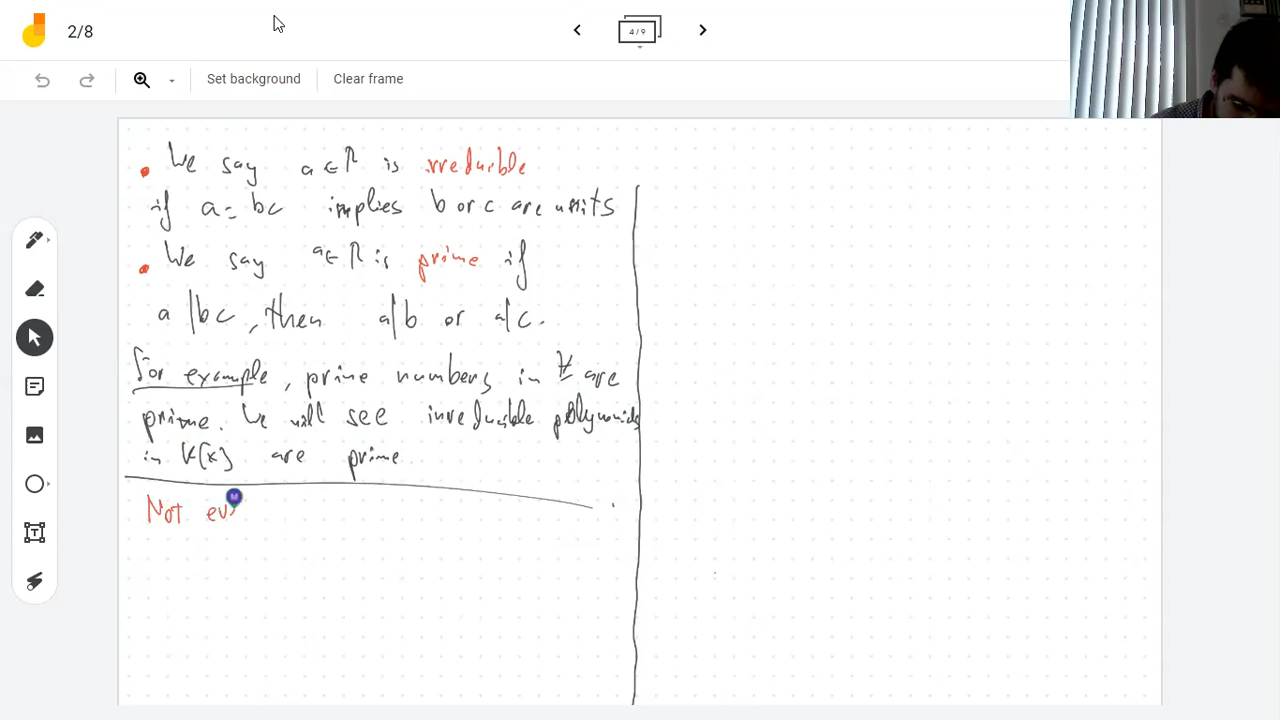 2/8
4/9
Set background
Clear frame
We say a ∈ R is irreducible
if a = bc implies b or c are units
We say a ∈ R is prime if
a|bc, then a|b or a|c.
For example, prime numbers in Z are
prime. We will see irreducible polynomials
in K[x] are prime
Not ev
M